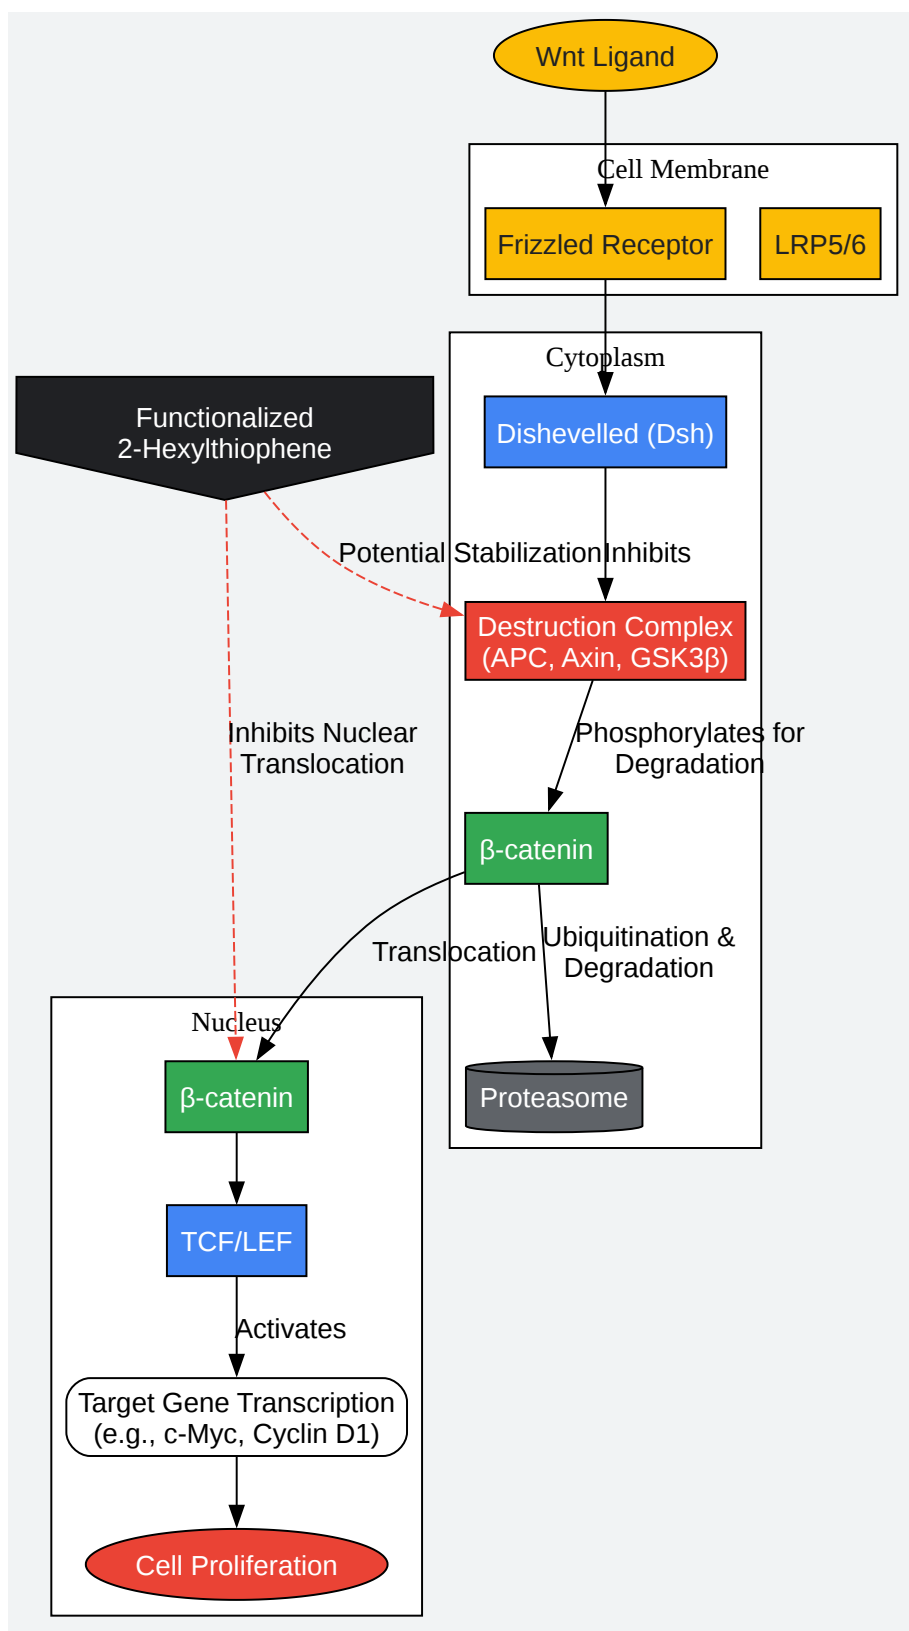 Wnt Ligand
Cell Membrane
Frizzled Receptor
LRP5/6
Cytoplasm
Functionalized
2-Hexylthiophene
Dishevelled (Dsh)
Potential Stabilization
Inhibits
Destruction Complex
(APC, Axin, GSK3β)
Inhibits Nuclear
Translocation
Phosphorylates for
Degradation
β-catenin
Translocation
Ubiquitination &
Degradation
Nucleus
β-catenin
Proteasome
TCF/LEF
Activates
Target Gene Transcription
(e.g., c-Myc, Cyclin D1)
Cell Proliferation